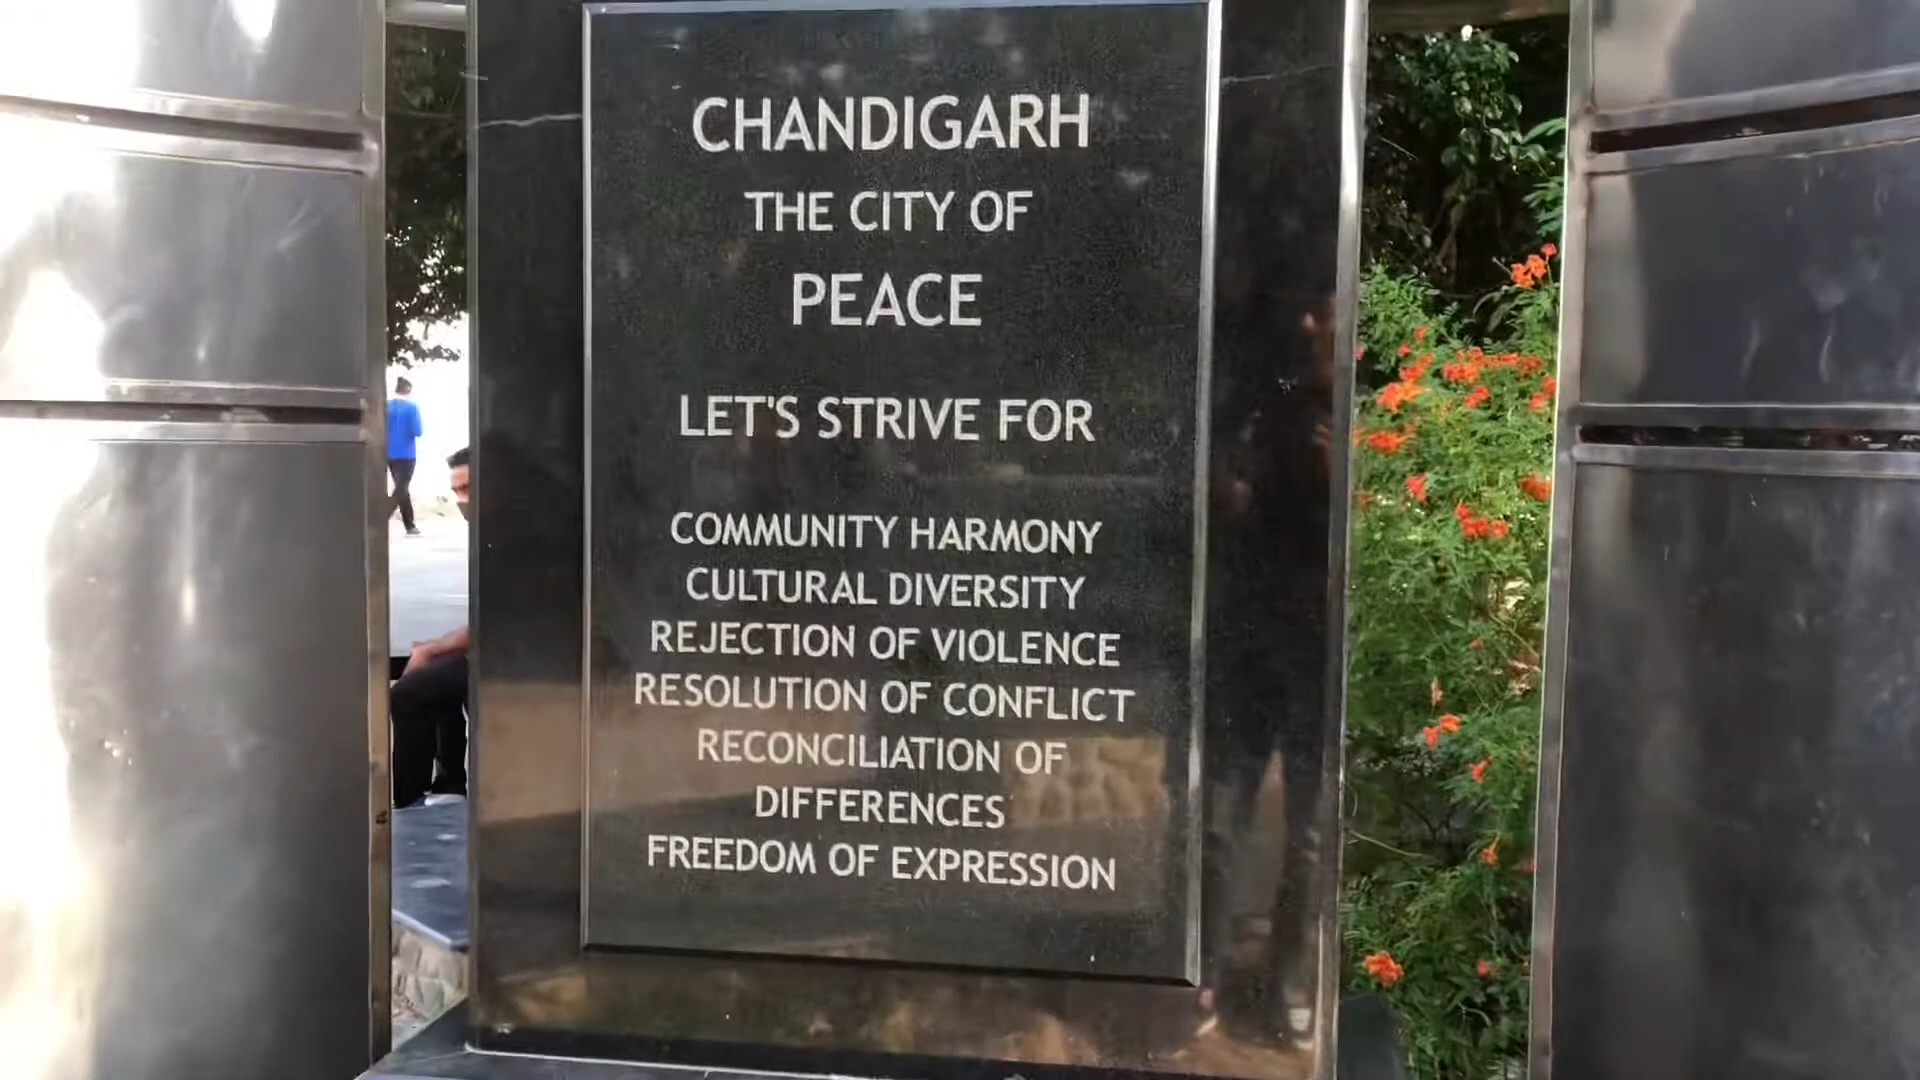 CHANDIGARH
THE CITY OF
PEACE
LET'S STRIVE FOR
COMMUNITY HARMONY
CULTURAL DIVERSITY
REJECTION OF VIOLENCE
RESOLUTION OF CONFLICT
RECONCILIATION OF
DIFFERENCES
FREEDOM OF EXPRESSION